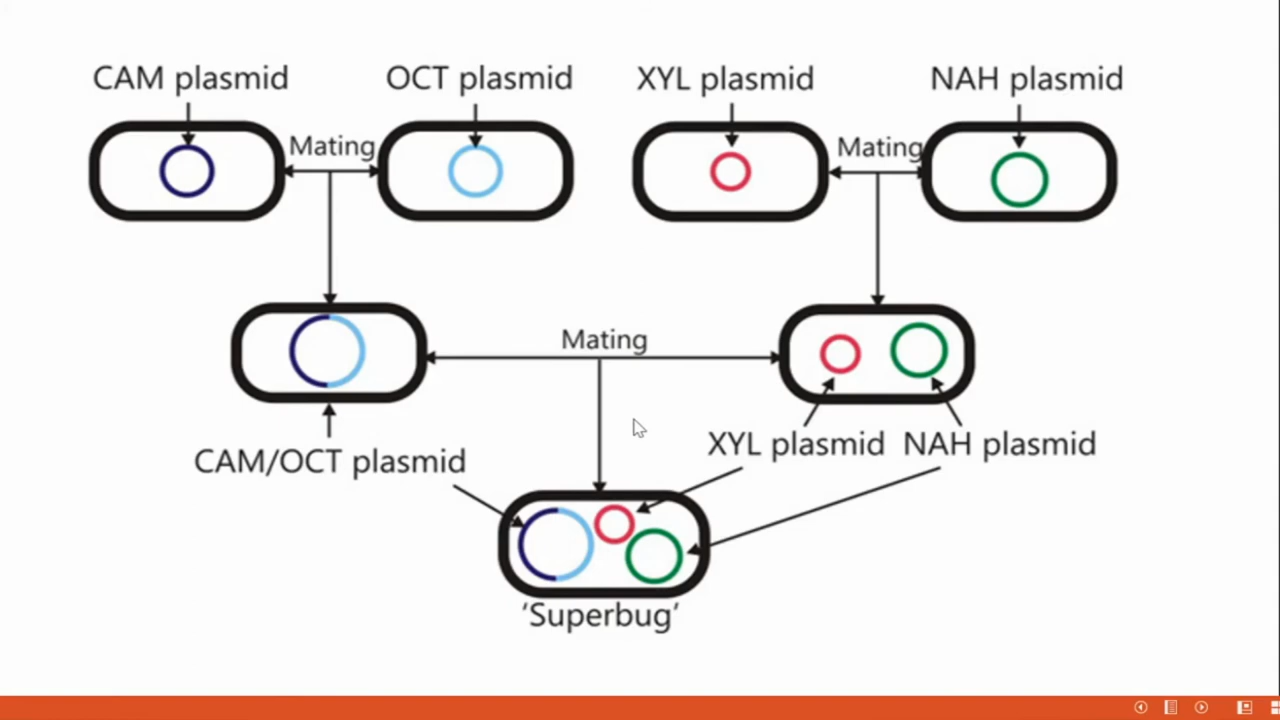 CAM plasmid
OCT plasmid
XYL plasmid
NAH plasmid
Mating
Mating
Mating
CAM/OCT plasmid
XYL plasmid
NAH plasmid
‘Superbug’